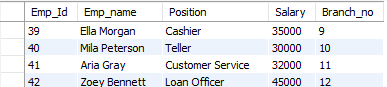 Emp_Id Emp_name Position Salary Branch_no
39 Ella Morgan Cashier 35000 9
40 Mila Peterson Teller 30000 10
41 Aria Gray Customer Service 32000 11
42 Zoey Bennett Loan Officer 45000 12